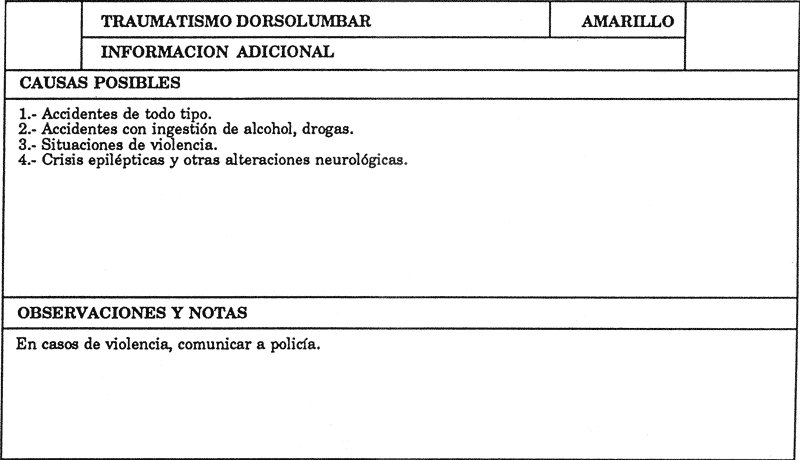 TRAUMATISMO DORSOLUMBAR AMARILLO
INFORMACION ADICIONAL
CAUSAS POSIBLES
1.- Accidentes de todo tipo.
2.- Accidentes con ingestión de alcohol, drogas.
3.- Situaciones de violencia.
4.- Crisis epilépticas y otras alteraciones neurológicas.
OBSERVACIONES Y NOTAS
En casos de violencia, comunicar a policía.